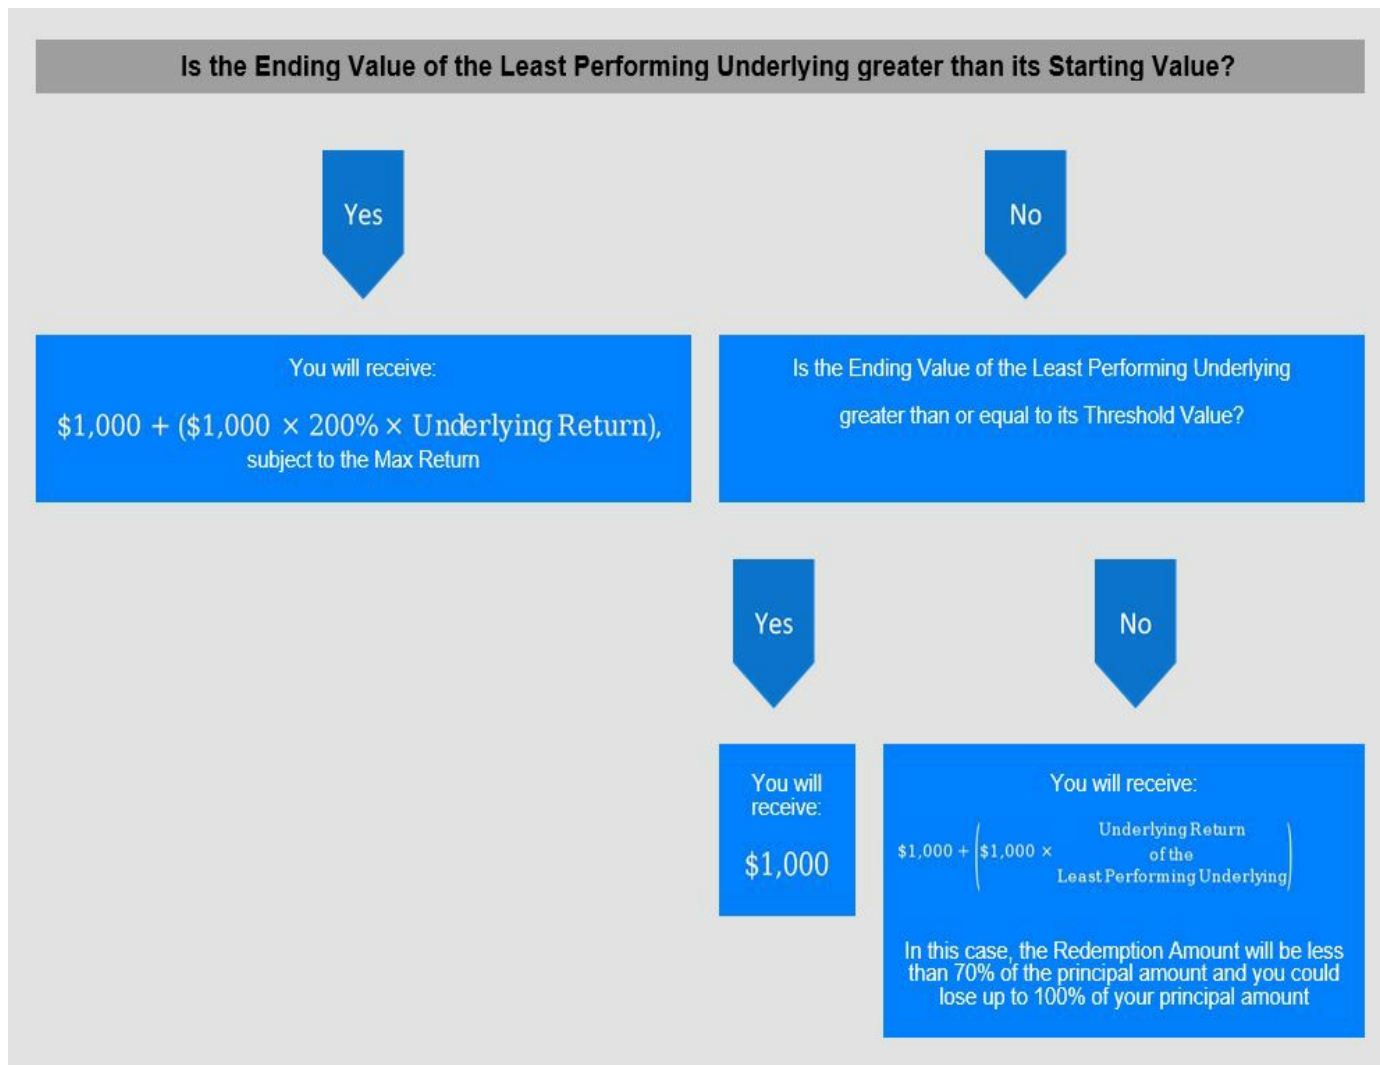 Is the Ending Value of the Least Performing Underlying greater than its Starting Value?
Yes
No
You will receive:
$1,000 + ($1,000 × 200% × Underlying Return),
subject to the Max Return
Is the Ending Value of the Least Performing Underlying
greater than or equal to its Threshold Value?
Yes
No
You will
receive:
$1,000
You will receive:
Underlying Return
$1,000 + ($1,000 × of the
Least Performing Underlying)
In this case, the Redemption Amount will be less
than 70% of the principal amount and you could
lose up to 100% of your principal amount